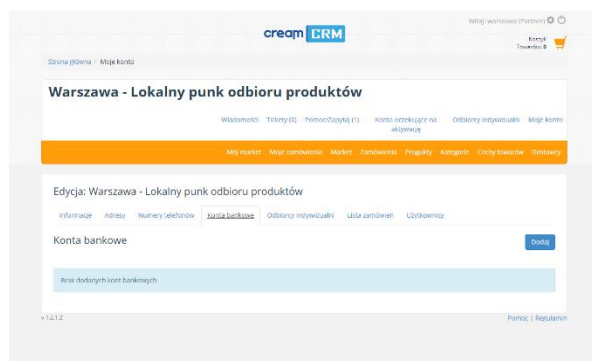 Witaj: warszawa (Partner)
cream CRM
Koszyk
Towarów: 0
Strona główna / Moje konto
Warszawa - Lokalny punk odbioru produktów
Wiadomości Tickety (0) Pomoc/Zapytaj (1) Konta oczekujące na aktywację Odbiorcy indywidualni Moje konto
Mój market Moje zamówienia Market Zamówienia Produkty Kategorie Cechy towarów Dostawcy
Edycja: Warszawa - Lokalny punk odbioru produktów
Informacje Adresy Numery telefonów Konta bankowe Odbiorcy indywidualni Lista zamówień Użytkownicy
Konta bankowe
Dodaj
Brak dodanych kont bankowych
v 1.2.1.2
Pomoc | Regulamin